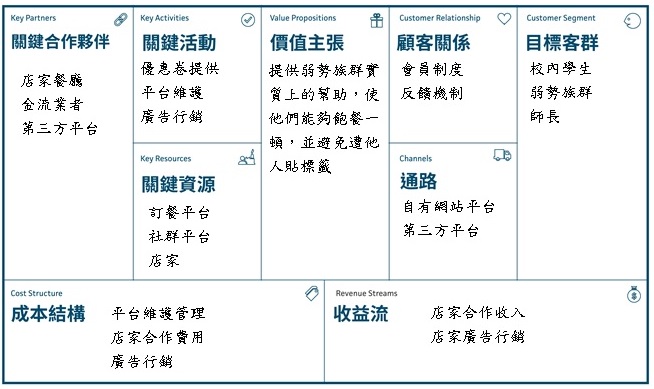 Key Partners
關鍵合作夥伴
店家餐廳
金流業者
第三方平台
Key Activities
關鍵活動
優惠卷提供
平台維護
廣告行銷
Key Resources
關鍵資源
訂餐平台
社群平台
店家
Value Propositions
價值主張
提供弱勢族群實
質上的幫助，使
他們能夠飽餐一
頓，並避免遭他
人貼標籤
Customer Relationship
顧客關係
會員制度
反饋機制
Channels
通路
自有網站平台
第三方平台
Customer Segment
目標客群
校內學生
弱勢族群
師長
Cost Structure
成本結構
平台維護管理
店家合作費用
廣告行銷
Revenue Streams
收益流
店家合作收入
店家廣告行銷